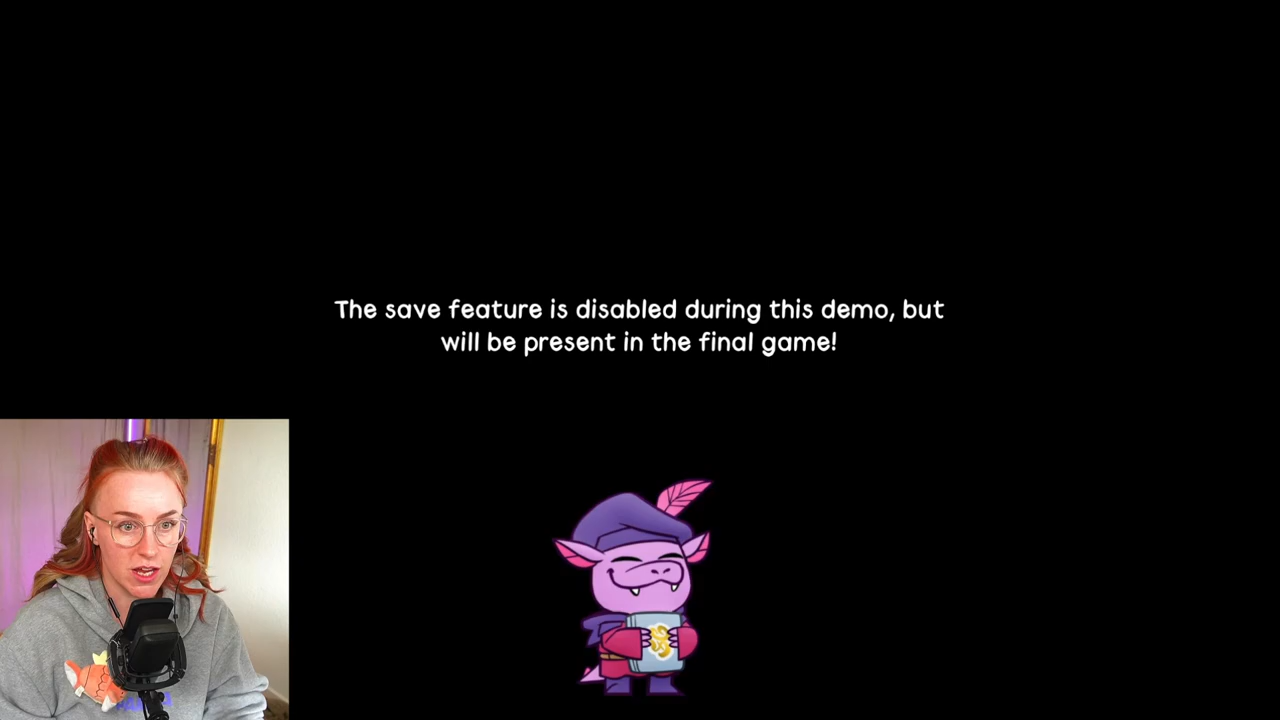 The save feature is disabled during this demo, but
will be present in the final game!